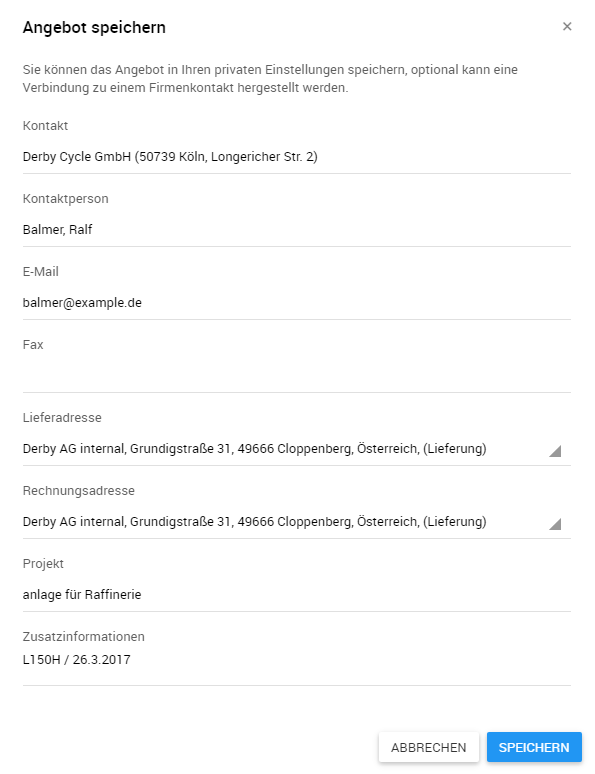 Angebot speichern
Sie können das Angebot in Ihren privaten Einstellungen speichern, optional kann eine
Verbindung zu einem Firmenkontakt hergestellt werden.
Kontakt
Derby Cycle GmbH (50739 Köln, Longericher Str. 2)
Kontaktperson
Balmer, Ralf
E-Mail
balmer@example.de
Fax
Lieferadresse
Derby AG internal, Grundigstraße 31, 49666 Cloppenberg, Österreich, (Lieferung)
Rechnungsadresse
Derby AG internal, Grundigstraße 31, 49666 Cloppenberg, Österreich, (Lieferung)
Projekt
anlage für Raffinerie
Zusatzinformationen
L150H / 26.3.2017
ABBRECHEN SPEICHERN